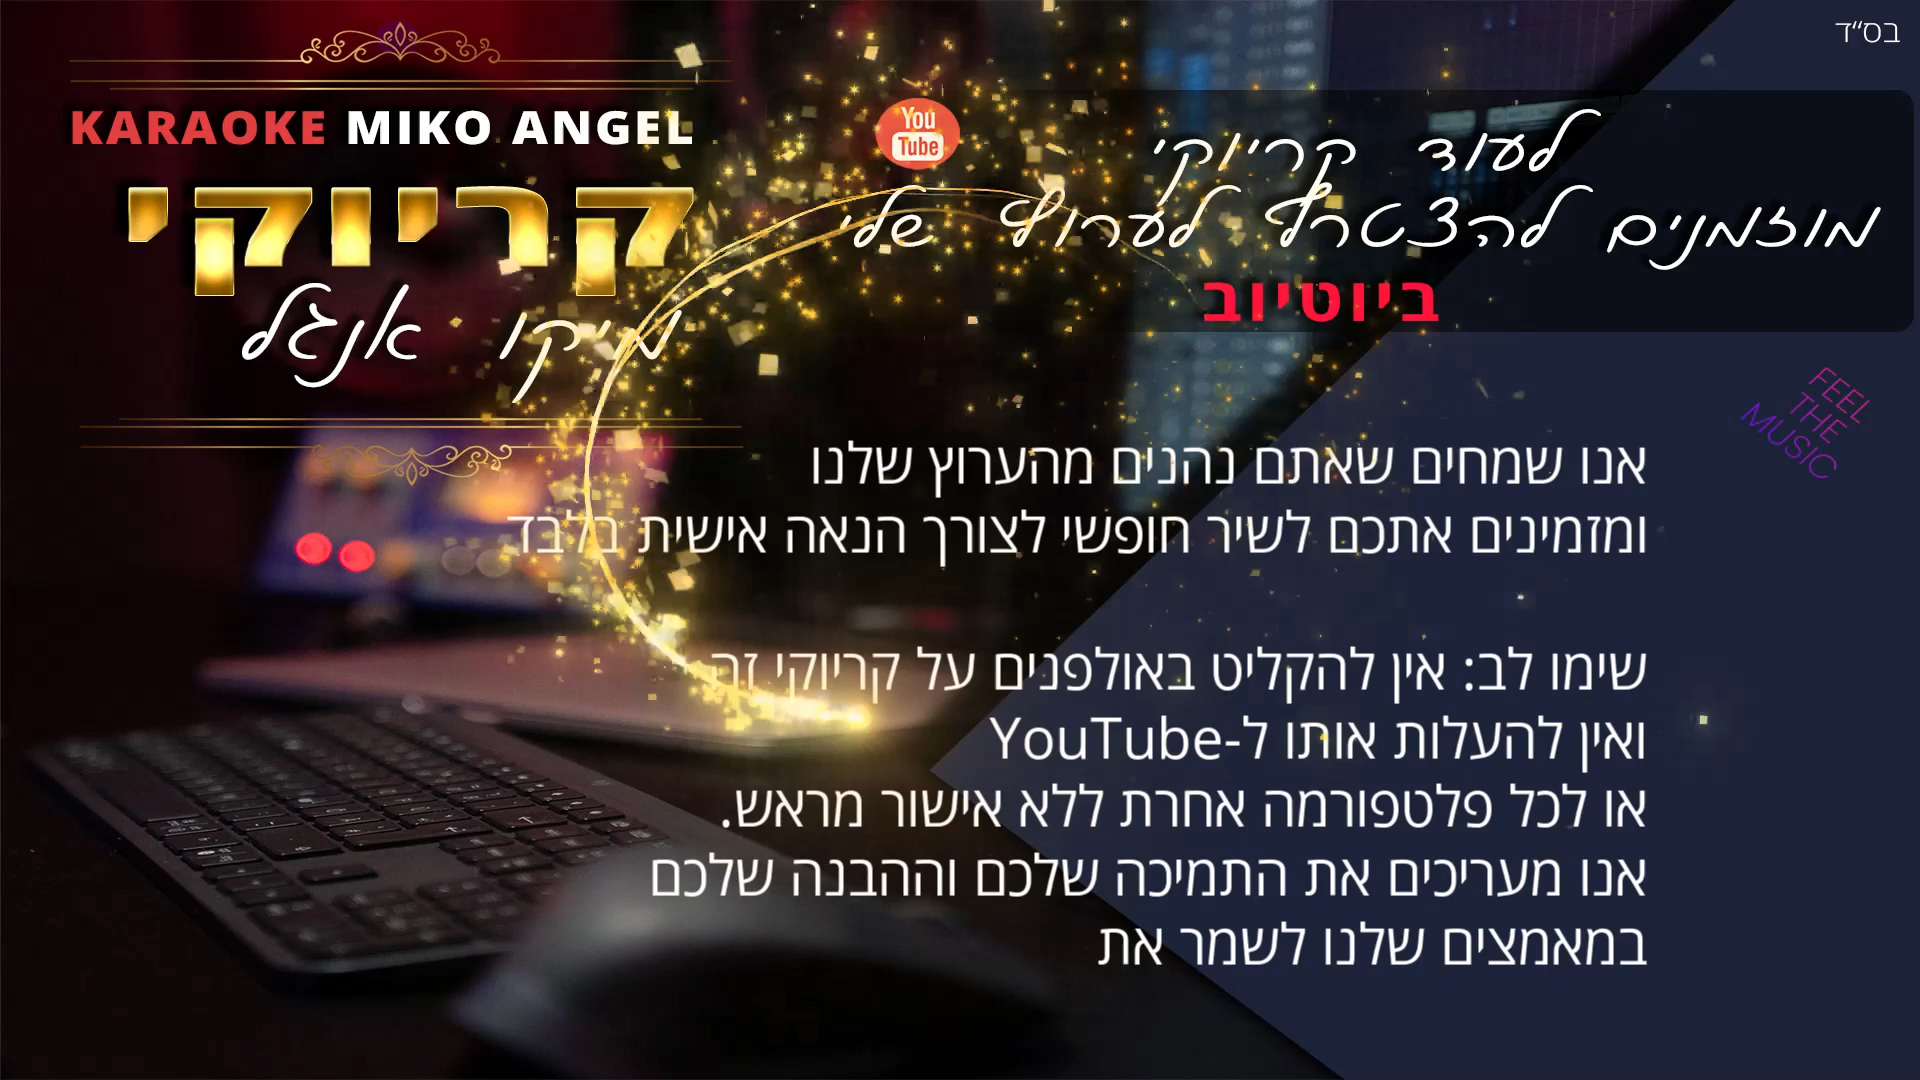 בס״ד
KARAOKE MIKO ANGEL
קריוקי
מיקו אנגל
You
Tube
לעוד קריוקי
מוזמנים להצטרף לערוץ שלי
ביוטיוב
FEEL
THE
MUSIC
אנו שמחים שאתם נהנים מהערוץ שלנו
ומזמינים אתכם לשיר חופשי לצורך הנאה אישית בלבד
שימו לב: אין להקליט באולפנים על קריוקי זה
ואין להעלות אותו ל-YouTube
או לכל פלטפורמה אחרת ללא אישור מראש.
אנו מעריכים את התמיכה שלכם וההבנה שלכם
במאמצים שלנו לשמר את